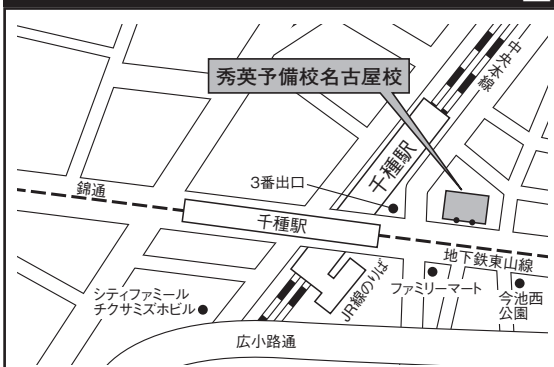 中央本線
秀英予備校名古屋校
千種駅
3番出口
錦通
千種駅
地下鉄東山線
JR線のりば
ファミリーマート
シティファミール
チクサミズホビル
今池西
公園
広小路通